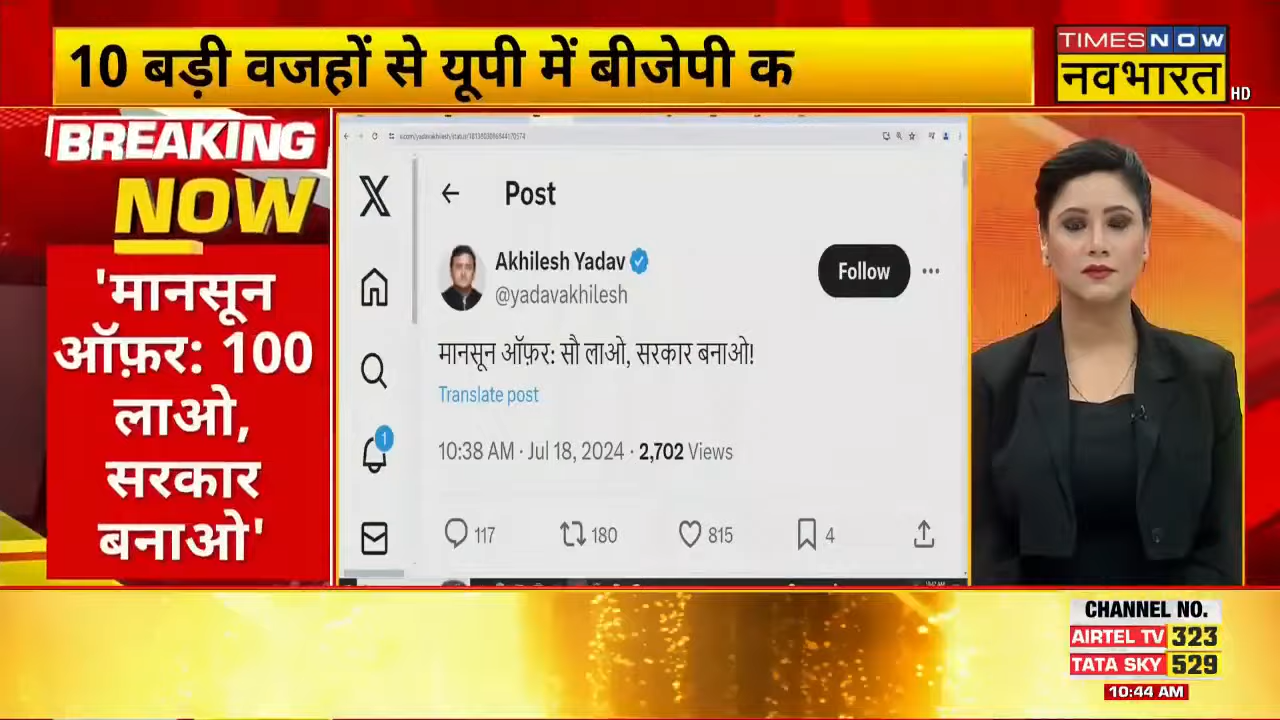 10 बड़ी वजहों से यूपी में बीजेपी क
TIMES NOW
नवभारत
HD
BREAKING
NOW
'मानसून
ऑफ़र: 100
लाओ,
सरकार
बनाओ'
X
Post
Akhilesh Yadav
Follow
@yadavakhilesh
मानसून ऑफ़र: सौ लाओ, सरकार बनाओ!
Translate post
1
10:38 AM · Jul 18, 2024 · 2,702 Views
117 180 815 4
CHANNEL NO.
AIRTEL TV 323
TATA SKY 529
10:44 AM